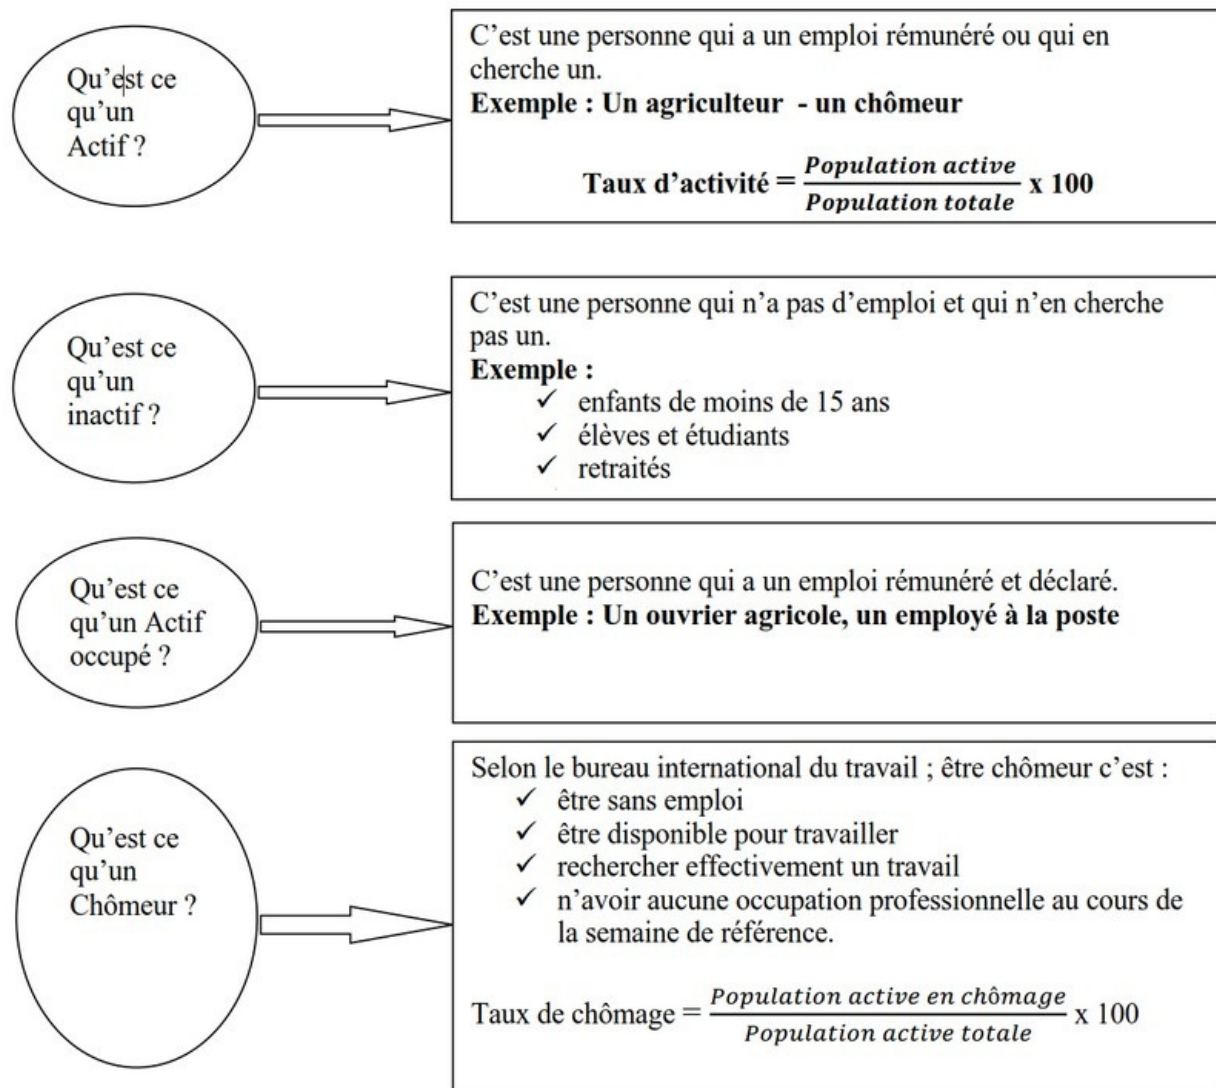 Qu’est ce
qu’un
Actif ?
C’est une personne qui a un emploi rémunéré ou qui en
cherche un.
Exemple : Un agriculteur - un chômeur
Taux d’activité = Population active / Population totale x 100
Qu’est ce
qu’un
inactif ?
C’est une personne qui n’a pas d’emploi et qui n’en cherche
pas un.
Exemple :
✓ enfants de moins de 15 ans
✓ élèves et étudiants
✓ retraités
Qu’est ce
qu’un Actif
occupé ?
C’est une personne qui a un emploi rémunéré et déclaré.
Exemple : Un ouvrier agricole, un employé à la poste
Qu’est ce
qu’un
Chômeur ?
Selon le bureau international du travail ; être chômeur c’est :
✓ être sans emploi
✓ être disponible pour travailler
✓ rechercher effectivement un travail
✓ n’avoir aucune occupation professionnelle au cours de
la semaine de référence.
Taux de chômage = Population active en chômage / Population active totale x 100